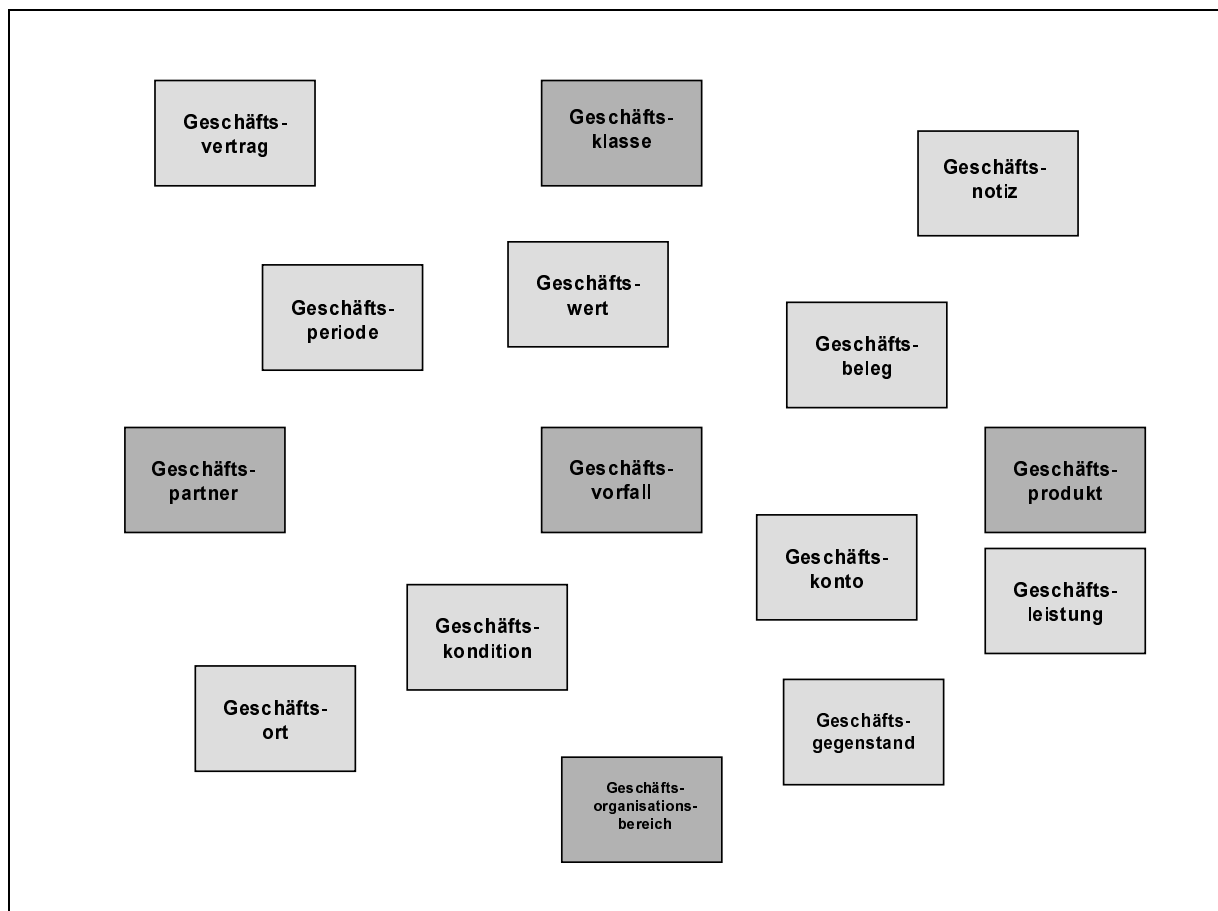 Geschäfts-
vertrag
Geschäfts-
klasse
Geschäfts-
notiz
Geschäfts-
periode
Geschäfts-
wert
Geschäfts-
beleg
Geschäfts-
partner
Geschäfts-
vorfall
Geschäfts-
produkt
Geschäfts-
konto
Geschäfts-
leistung
Geschäfts-
kondition
Geschäfts-
ort
Geschäfts-
gegenstand
Geschäfts-
organisations-
bereich